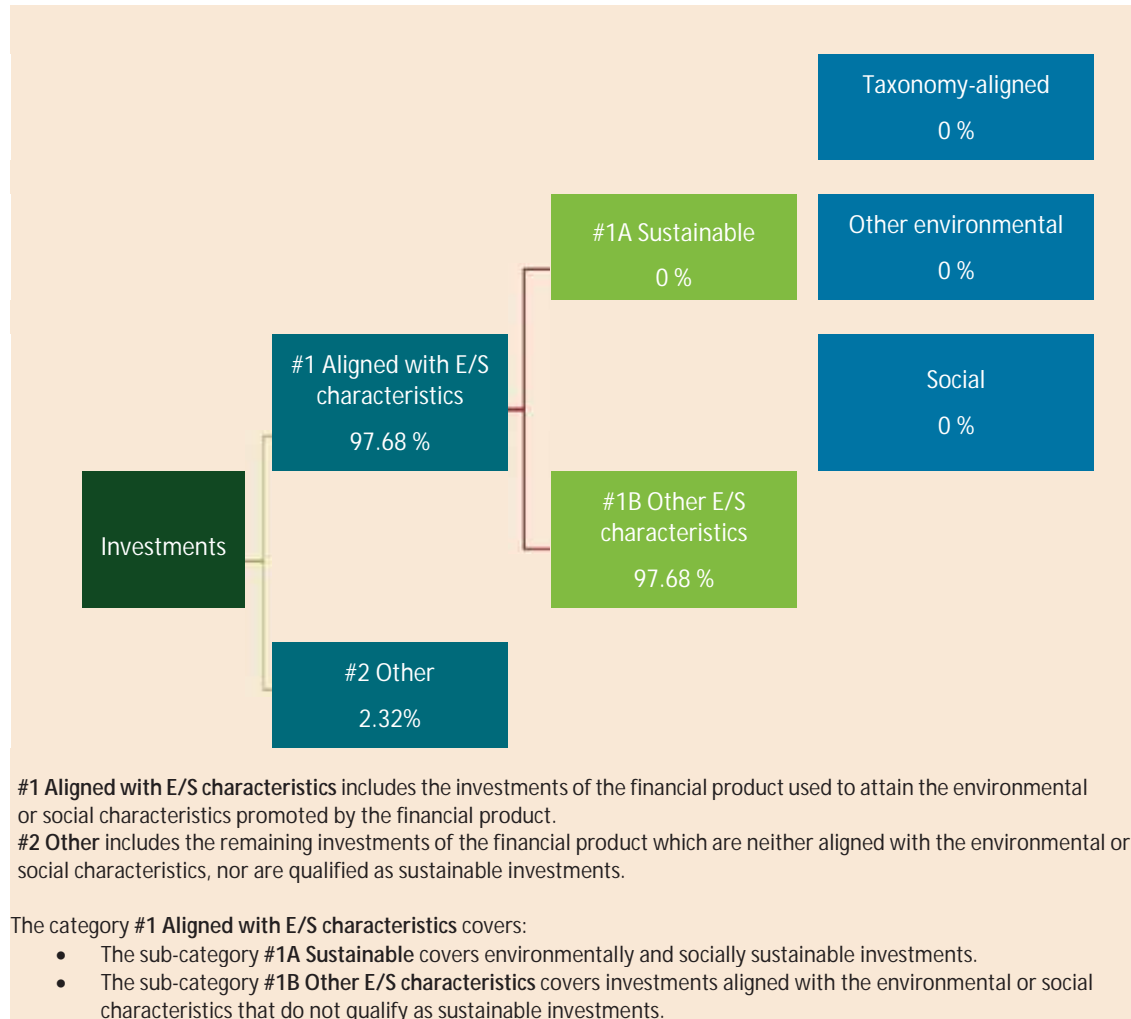 Taxonomy-aligned
0 %
#1A Sustainable
0 %
Other environmental
0 %
#1 Aligned with E/S
characteristics
97.68 %
Social
0 %
Investments
#1B Other E/S
characteristics
97.68 %
#2 Other
2.32%
#1 Aligned with E/S characteristics includes the investments of the financial product used to attain the environmental
or social characteristics promoted by the financial product.
#2 Other includes the remaining investments of the financial product which are neither aligned with the environmental or
social characteristics, nor are qualified as sustainable investments.
The category #1 Aligned with E/S characteristics covers:
• The sub-category #1A Sustainable covers environmentally and socially sustainable investments.
• The sub-category #1B Other E/S characteristics covers investments aligned with the environmental or social
characteristics that do not qualify as sustainable investments.